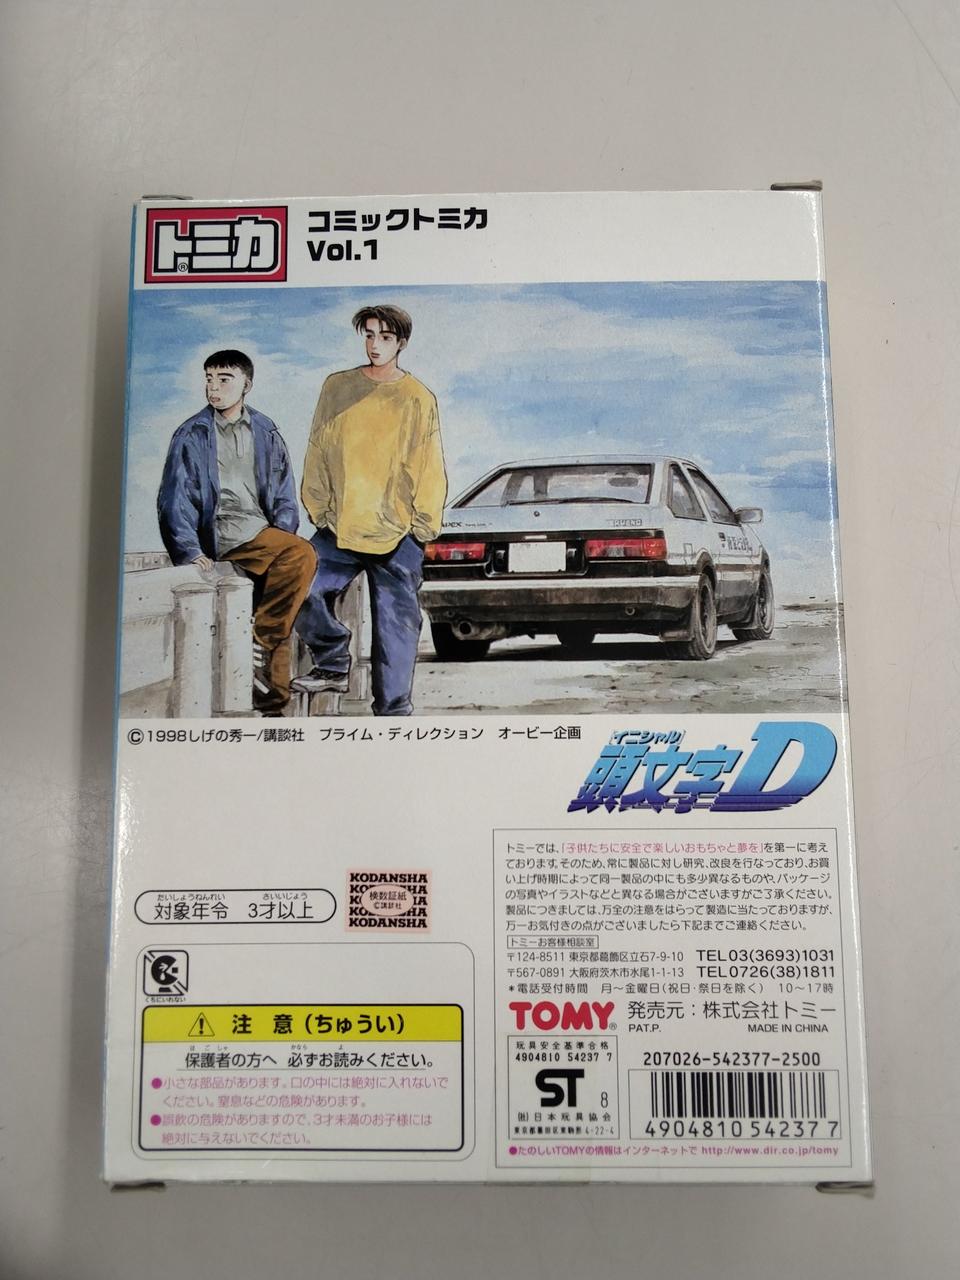 トミカ®
コミックトミカ
Vol.1
APEX
TRUENO
©1998しげの秀一/講談社 プライム・ディレクション オービー企画
イニシャル
頭文字D
トミーでは、「子供たちに安全で楽しいおもちゃと夢を」を第一に考え
ております。そのため、常に製品に対し研究、改良を行なっており、お買
い上げ時期によって同一製品の中にも多少異なるものや、パッケージ
の写真やイラストなどと異なる場合がございますがご了承ください。
製品につきましては、万全の注意をはらって製造に当たっておりますが、
万一お気付きの点がございましたら下記までご連絡ください。
トミーお客様相談室
〒124-8511 東京都葛飾区立石7-9-10 TEL03(3693)1031
〒567-0891 大阪府茨木市水尾1-1-13 TEL0726(38)1811
*電話受付時間 月〜金曜日(祝日・祭日を除く) 10〜17時
TOMY® 発売元:株式会社トミー
PAT.P. MADE IN CHINA
たいしょうねんれい さいいじょう
対象年令 3才以上
KODANSHA
検数証紙
©講談社
KODANSHA
くちにいれない
注意(ちゅうい)
ほごしゃ かなら よ
保護者の方へ 必ずお読みください。
●小さな部品があります。口の中には絶対に入れないで
ください。窒息などの危険があります。
●誤飲の危険がありますので、3才未満のお子様には
絶対に与えないでください。
玩具安全基準合格
4904810 54237 7
ST 8
(社)日本玩具協会
東京都墨田区東駒形 4-22-4
207026-542377-2500
4904810542377
●たのしいTOMYの情報はインターネットで http://www.dir.co.jp/tomy